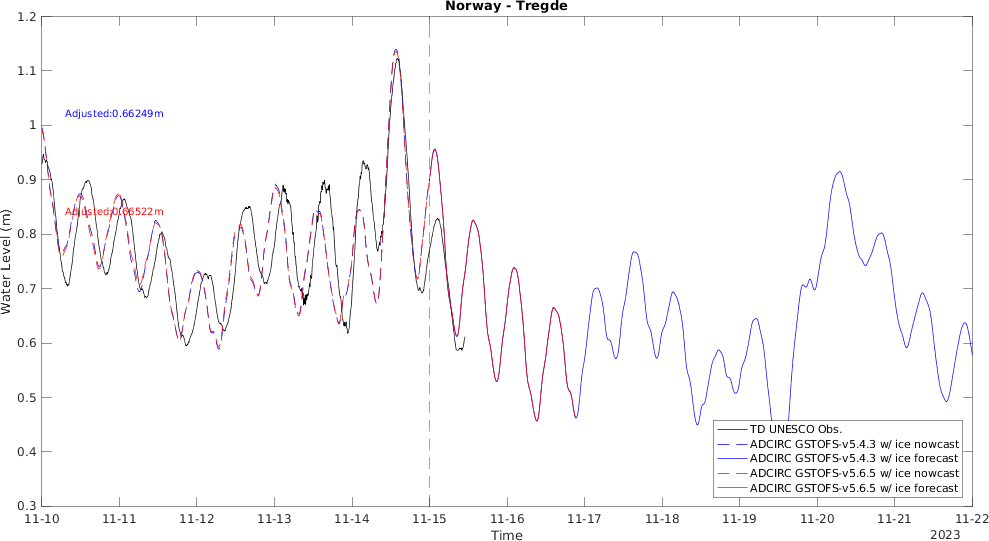 Norway - Tregde
1.2
1.1
1
0.9
0.8
0.7
0.6
0.5
0.4
0.3
Water Level (m)
Adjusted:0.66249m
Adjusted:0.66522m
TD UNESCO Obs.
ADCIRC GSTOFS-v5.4.3 w/ ice nowcast
ADCIRC GSTOFS-v5.4.3 w/ ice forecast
ADCIRC GSTOFS-v5.6.5 w/ ice nowcast
ADCIRC GSTOFS-v5.6.5 w/ ice forecast
11-10 11-11 11-12 11-13 11-14 11-15 11-16 11-17 11-18 11-19 11-20 11-21 11-22
Time
2023